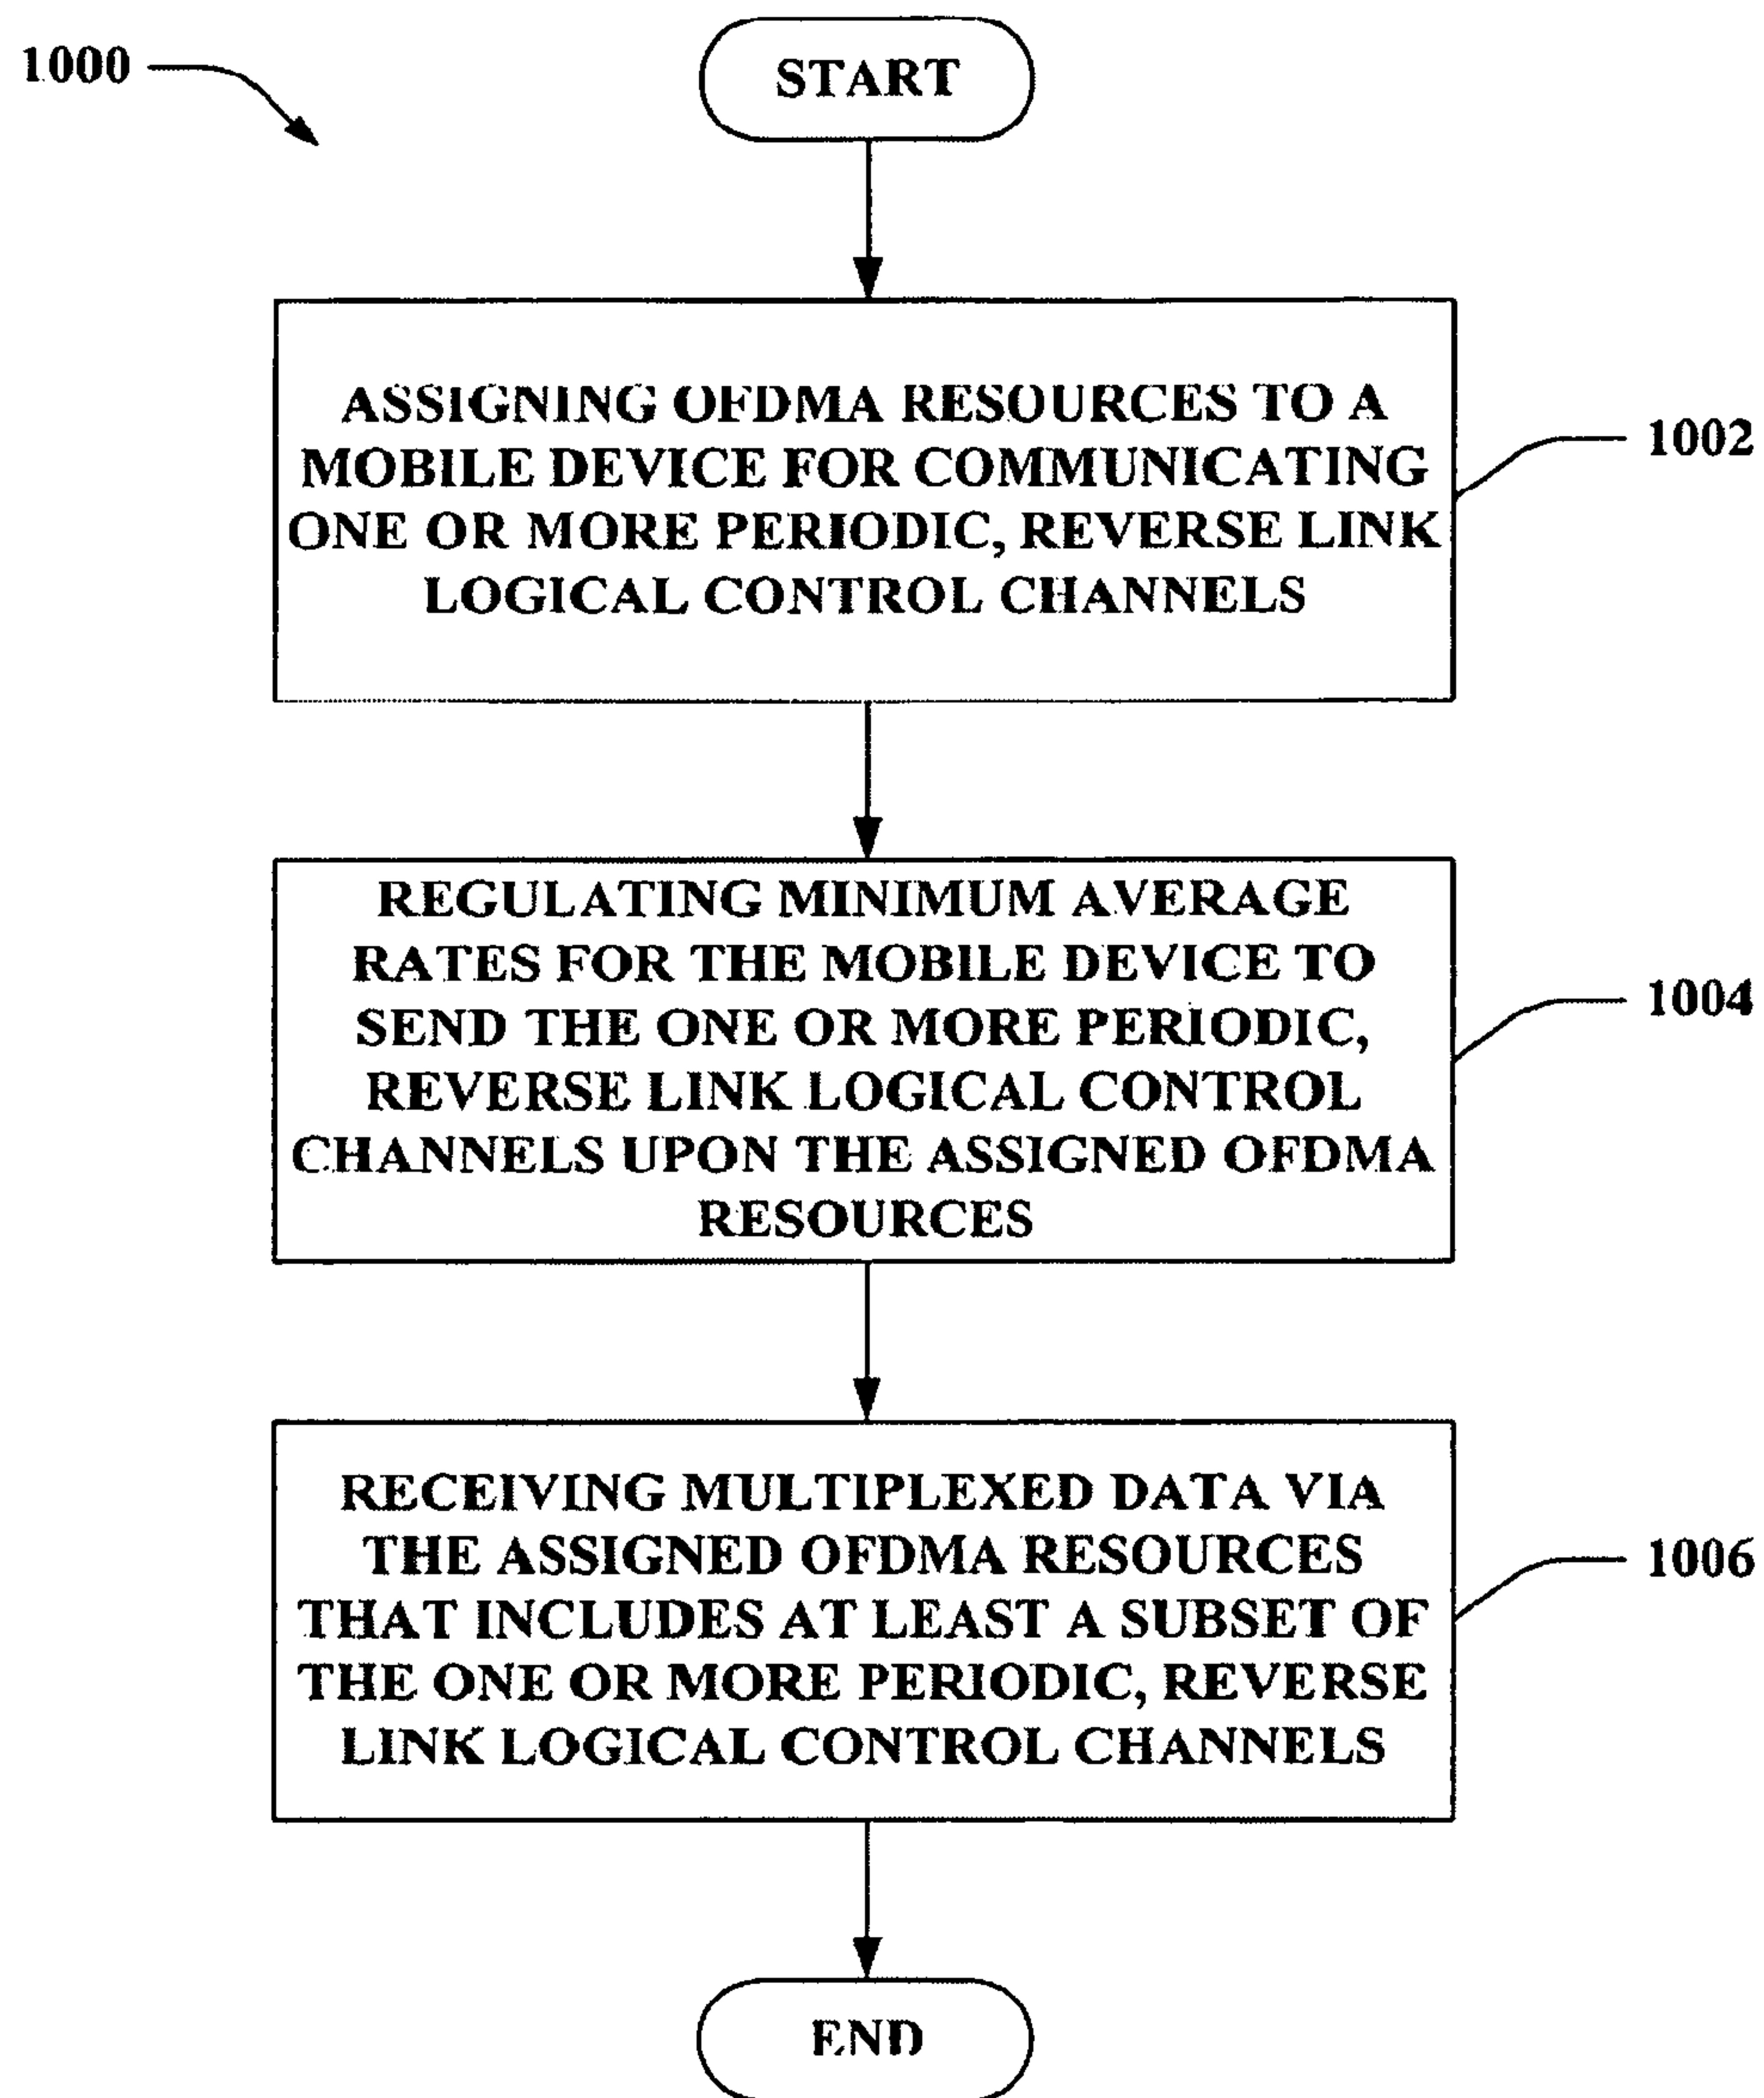 1000
START
ASSIGNING OFDMA RESOURCES TO A
MOBILE DEVICE FOR COMMUNICATING
ONE OR MORE PERIODIC, REVERSE LINK
LOGICAL CONTROL CHANNELS
1002
REGULATING MINIMUM AVERAGE
RATES FOR THE MOBILE DEVICE TO
SEND THE ONE OR MORE PERIODIC,
REVERSE LINK LOGICAL CONTROL
CHANNELS UPON THE ASSIGNED OFDMA
RESOURCES
1004
RECEIVING MULTIPLEXED DATA VIA
THE ASSIGNED OFDMA RESOURCES
THAT INCLUDES AT LEAST A SUBSET OF
THE ONE OR MORE PERIODIC, REVERSE
LINK LOGICAL CONTROL CHANNELS
1006
END